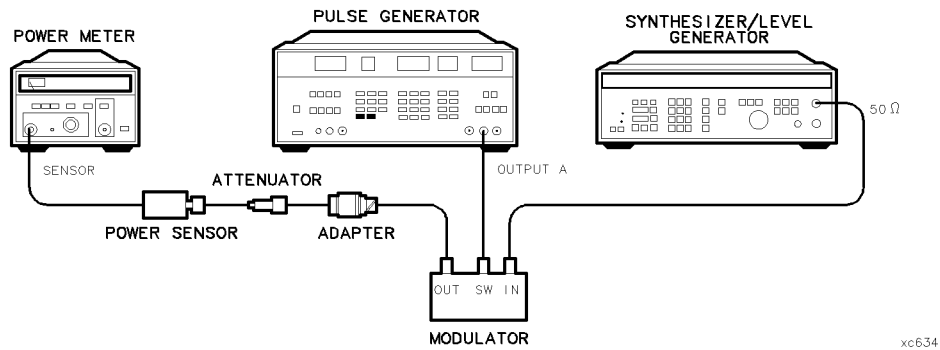 PULSE GENERATOR
SYNTHESIZER/LEVEL
GENERATOR
POWER METER
50 Ω
SENSOR
OUTPUT A
ATTENUATOR
POWER SENSOR
ADAPTER
OUT SW IN
MODULATOR
xc634